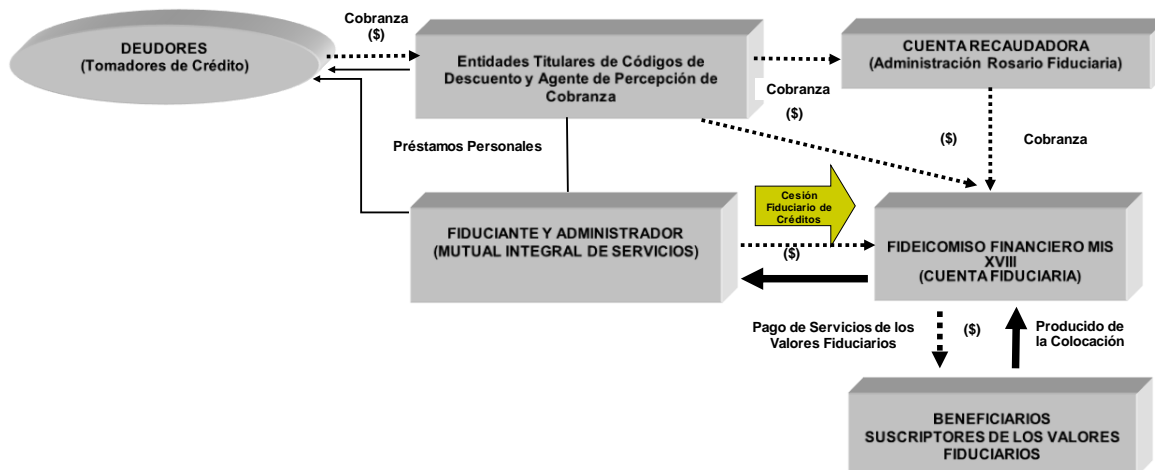 Cobranza
($)
DEUDORES
(Tomadores de Crédito)
Entidades Titulares de Códigos de
Descuento y Agente de Percepción de
Cobranza
CUENTA RECAUDADORA
(Administración Rosario Fiduciaria)
Cobranza
($)
($)
Cobranza
Préstamos Personales
Cesión
Fiduciario de
Créditos
FIDUCIANTE Y ADMINISTRADOR
(MUTUAL INTEGRAL DE SERVICIOS)
($)
FIDEICOMISO FINANCIERO MIS
XVIII
(CUENTA FIDUCIARIA)
Pago de Servicios de los
Valores Fiduciarios
($)
Producido de
la Colocación
BENEFICIARIOS
SUSCRIPTORES DE LOS VALORES
FIDUCIARIOS